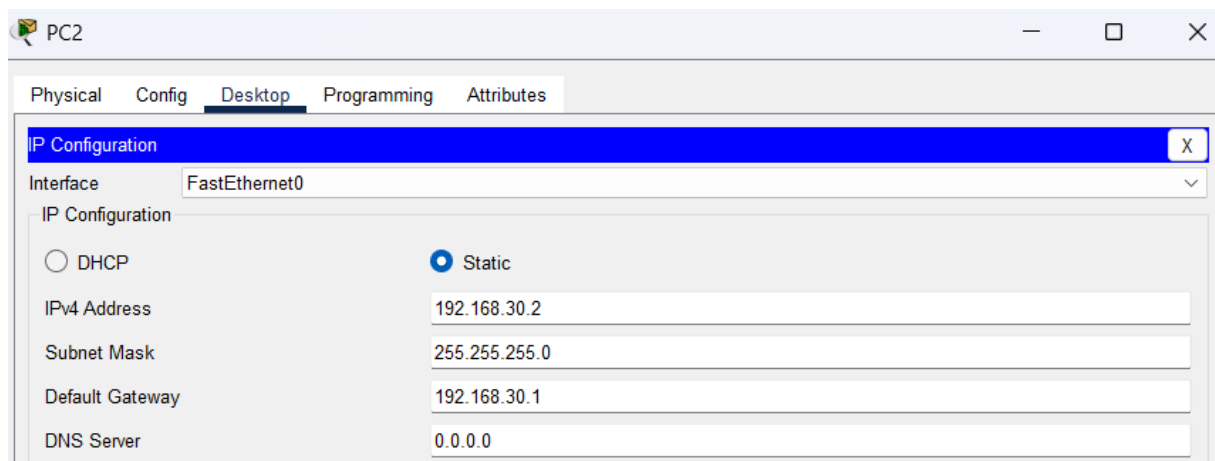 PC2
Physical Config Desktop Programming Attributes
IP Configuration X
Interface FastEthernet0
IP Configuration
DHCP Static
IPv4 Address 192.168.30.2
Subnet Mask 255.255.255.0
Default Gateway 192.168.30.1
DNS Server 0.0.0.0